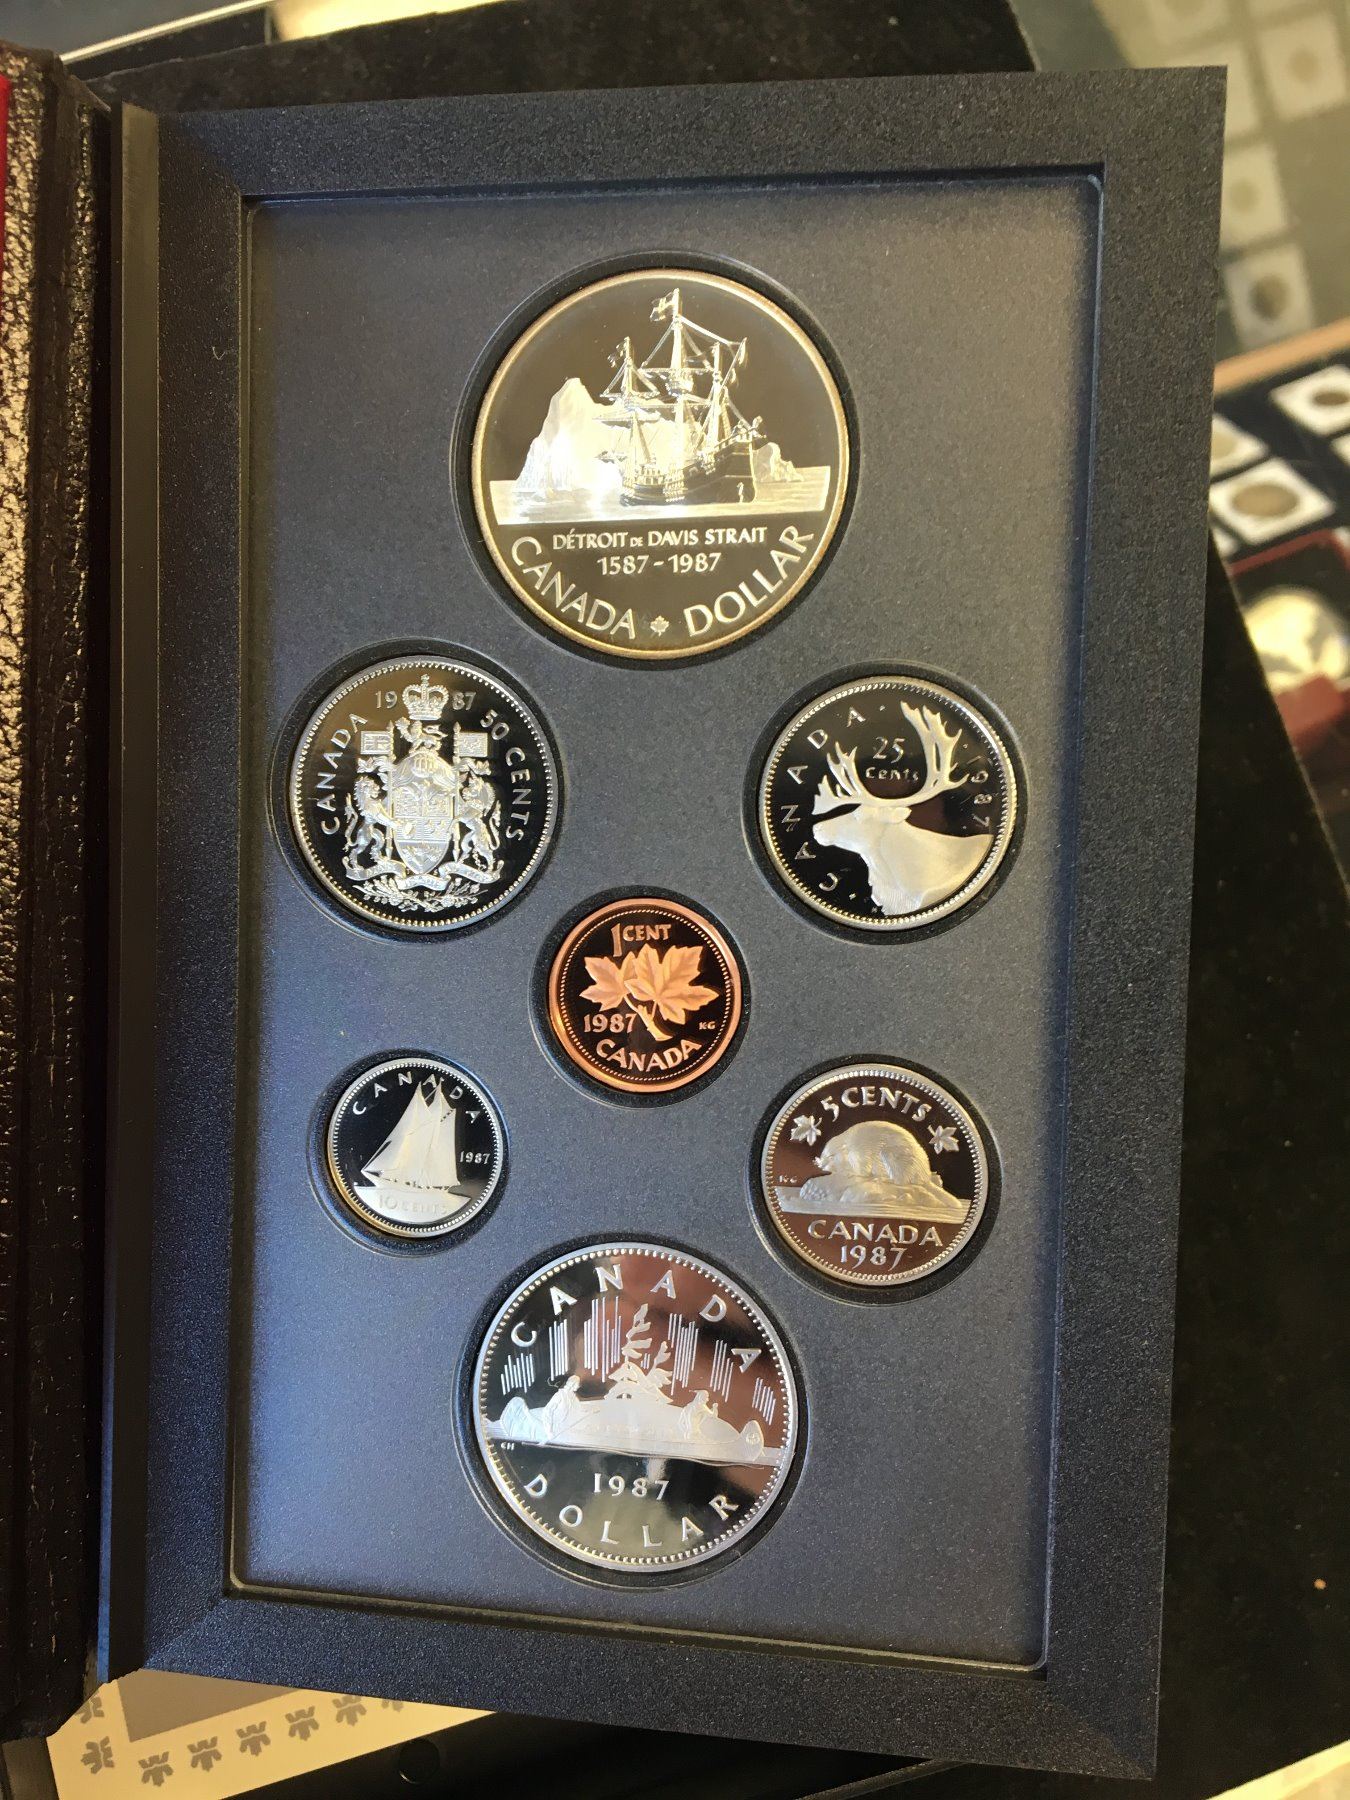 DÉTROIT DE DAVIS STRAIT
1587-1987
CANADA DOLLAR
19 87
CANADA 50 CENTS
CANADA 1987
25
cents
1 CENT
1987 KG
CANADA
CANADA
1987
10 CENTS
5 CENTS
KG
CANADA
1987
CANADA
EH
1987
DOLLAR